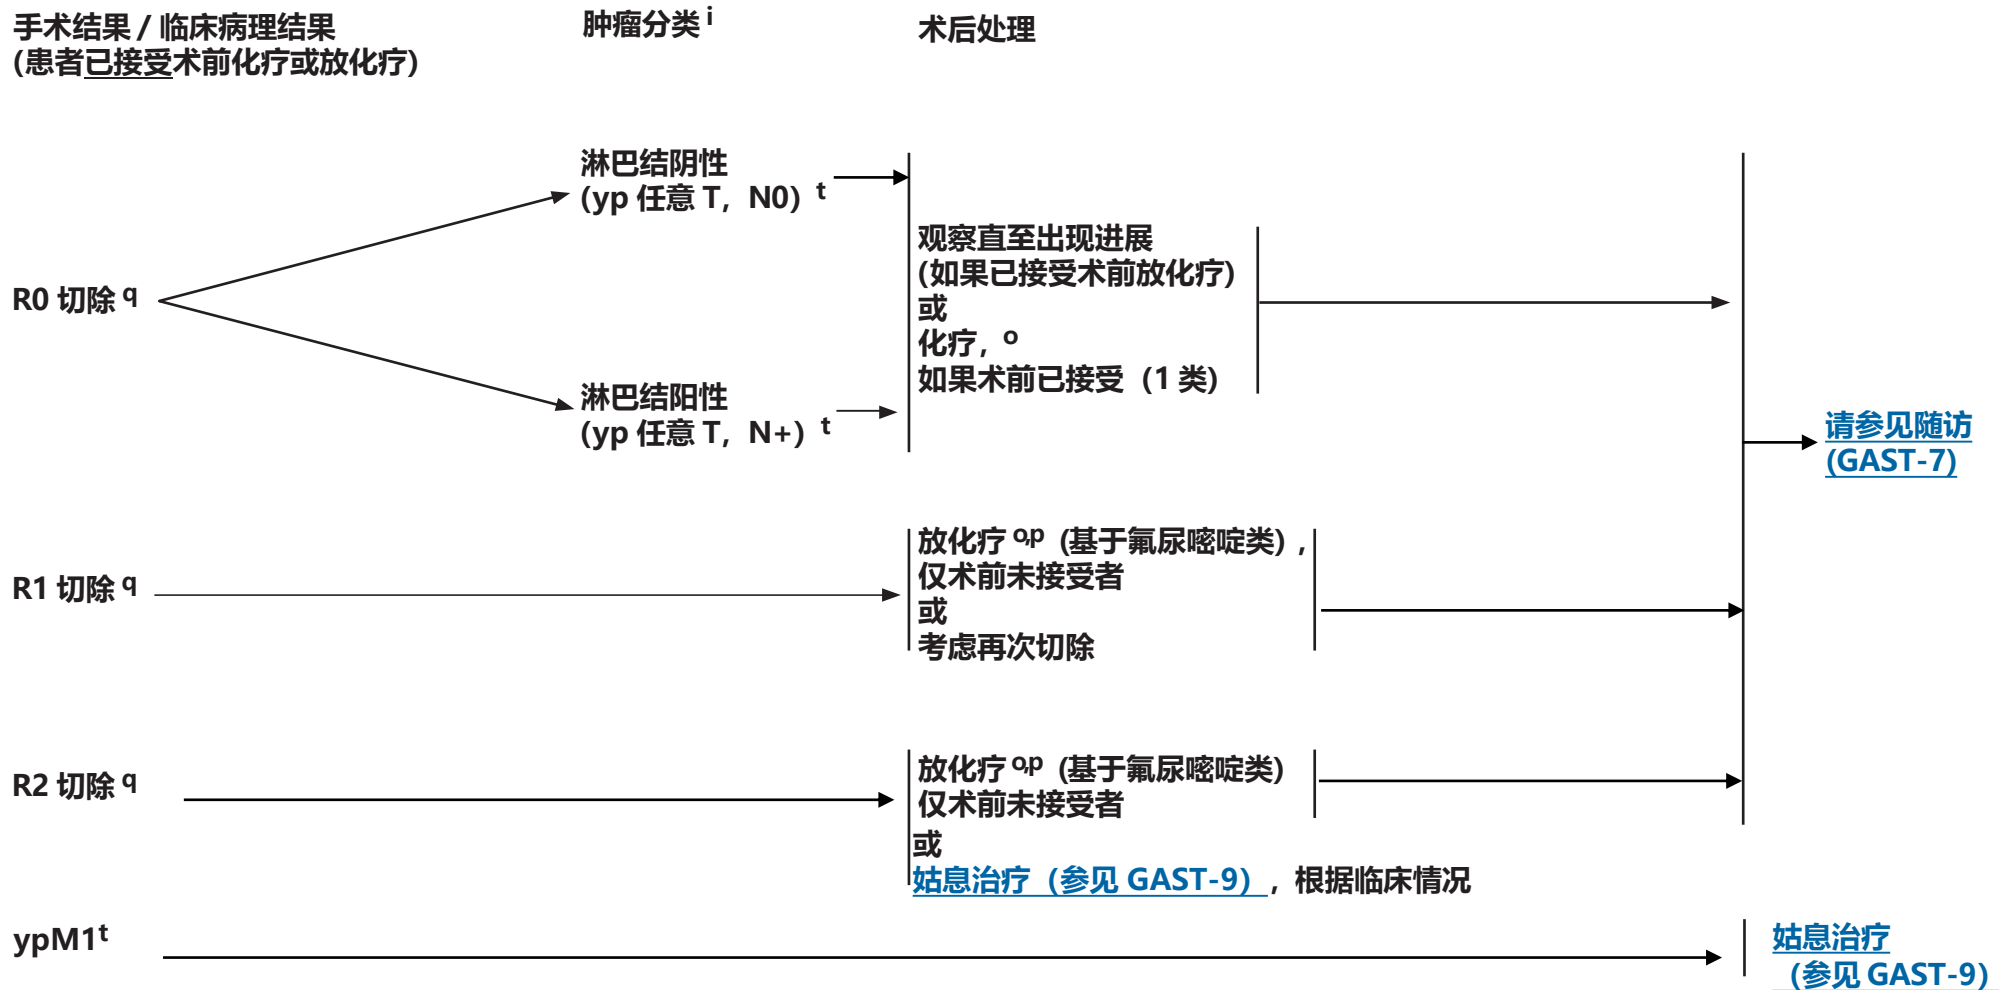 手术结果 / 临床病理结果
(患者已接受术前化疗或放化疗)
肿瘤分类 i
术后处理
淋巴结阴性
(yp 任意 T, N0) t
观察直至出现进展
(如果已接受术前放化疗)
或
化疗, o
如果术前已接受 (1 类)
R0 切除 q
淋巴结阳性
(yp 任意 T, N+) t
请参见随访
(GAST-7)
R1 切除 q
放化疗 o,p (基于氟尿嘧啶类) ,
仅术前未接受者
或
考虑再次切除
R2 切除 q
放化疗 o,p (基于氟尿嘧啶类)
仅术前未接受者
或
姑息治疗 (参见 GAST-9) , 根据临床情况
ypM1 t
姑息治疗
(参见 GAST-9)